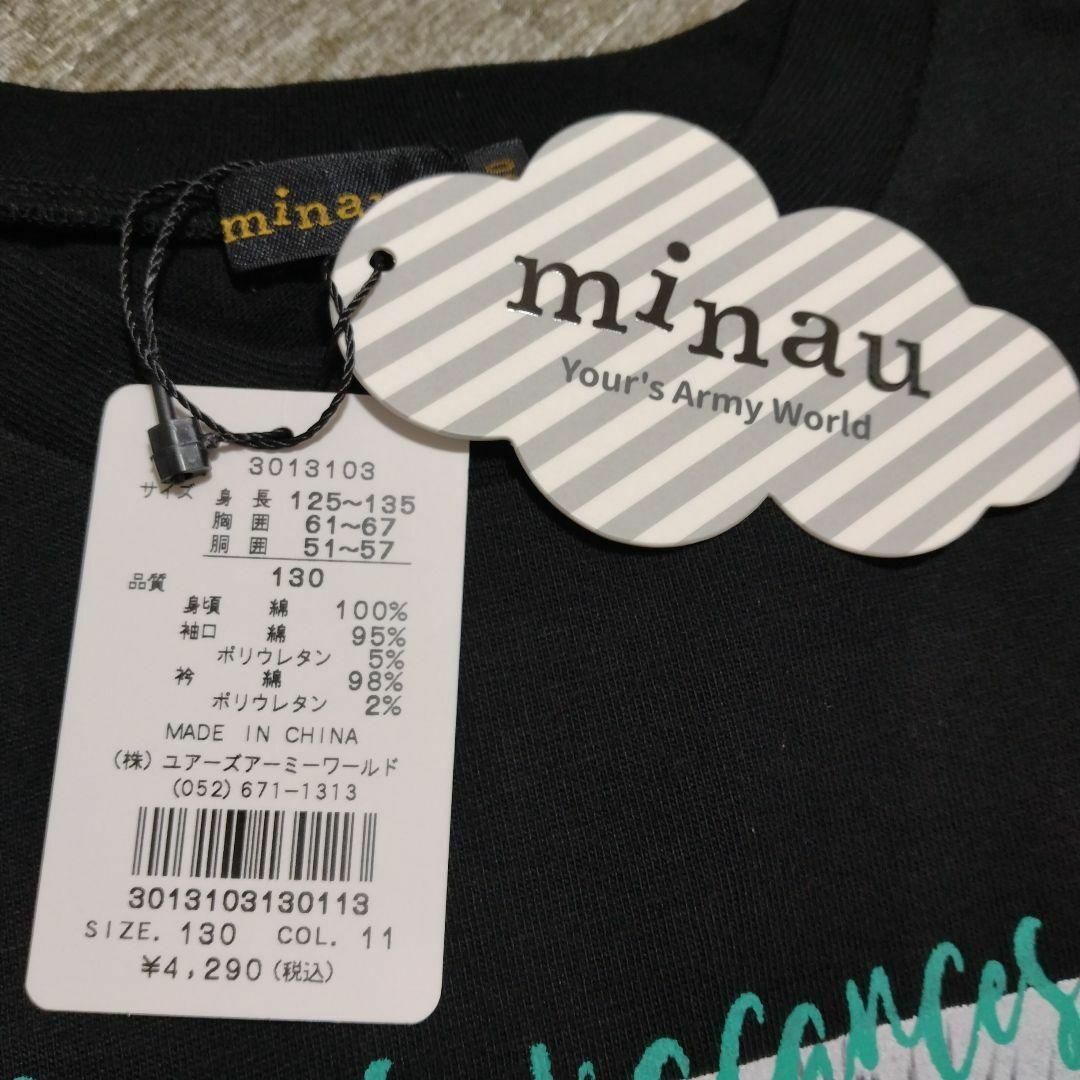 minau
minau
Your's Army World
3013103
サイズ 身長 125~135
胸囲 61~67
胴囲 51~57
品質 130
身頃 綿 100%
袖口 綿 95%
ポリウレタン 5%
衿 綿 98%
ポリウレタン 2%
MADE IN CHINA
(株)ユアーズアーミーワールド
(052)671-1313
3013103130113
SIZE. 130 COL. 11
¥4,290(税込)